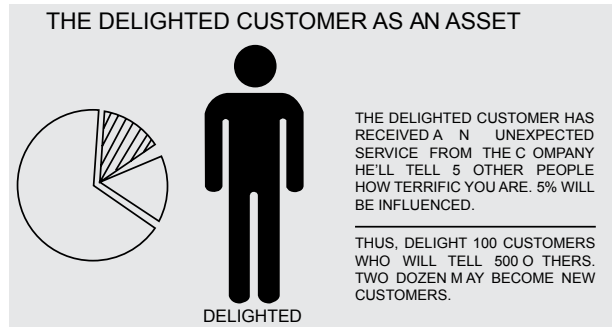 THE DELIGHTED CUSTOMER AS AN ASSET
THE DELIGHTED CUSTOMER HAS
RECEIVED A N UNEXPECTED
SERVICE FROM THE C OMPANY
HE'LL TELL 5 OTHER PEOPLE
HOW TERRIFIC YOU ARE. 5% WILL
BE INFLUENCED.
THUS, DELIGHT 100 CUSTOMERS
WHO WILL TELL 500 O THERS.
TWO DOZEN M AY BECOME NEW
CUSTOMERS.
DELIGHTED